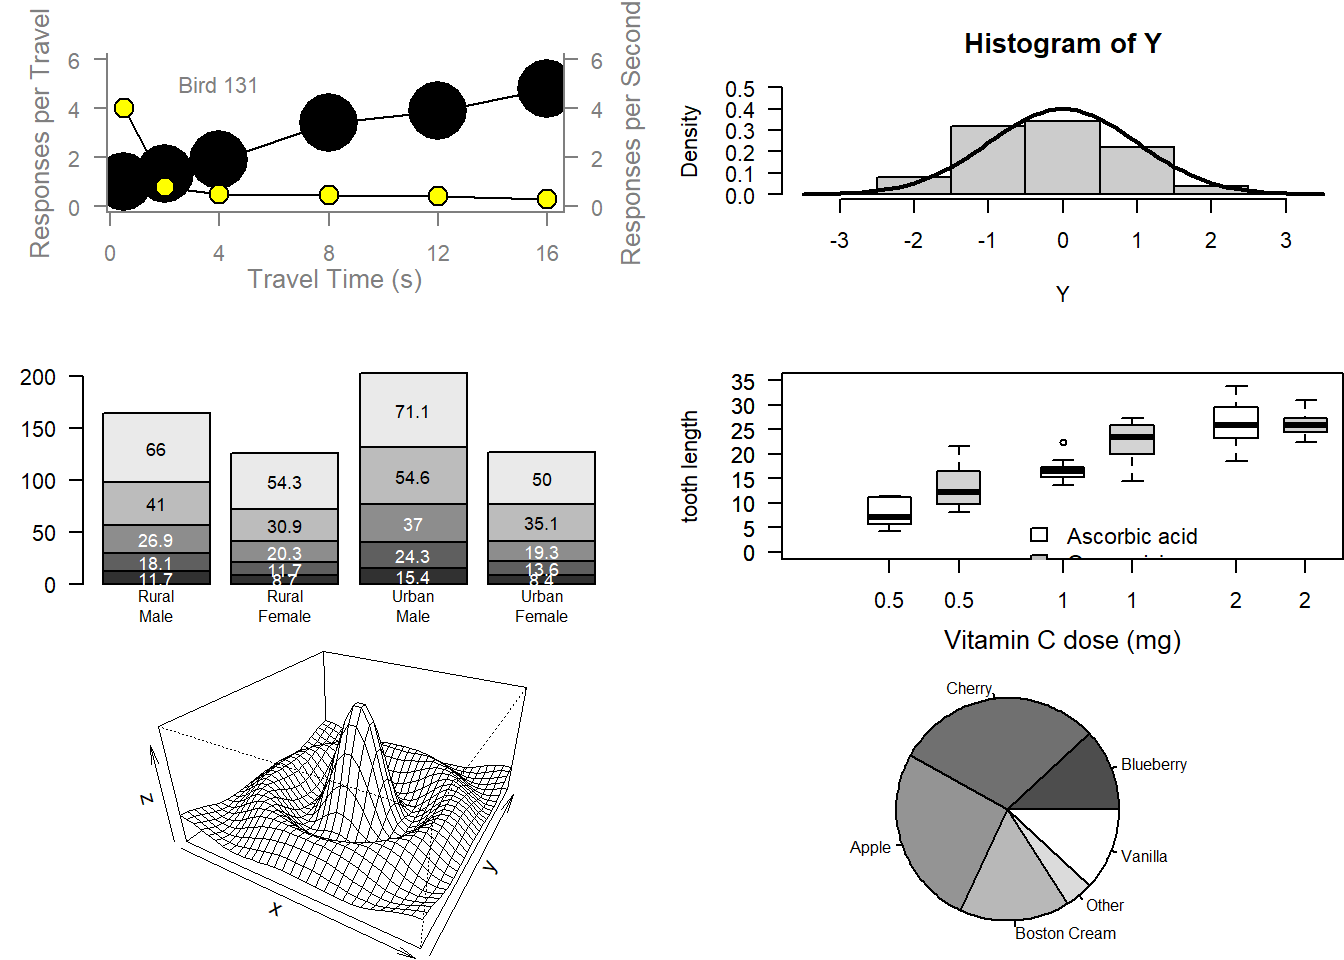 Responses per Travel
6
4
2
0
Bird 131
6
4
2
0
Responses per Second
0 4 8 12 16
Travel Time (s)
Histogram of Y
Density
0.5
0.4
0.3
0.2
0.1
0.0
-3 -2 -1 0 1 2 3
Y
200
150
100
50
0
66
41
26.9
18.1
11.7
54.3
30.9
20.3
11.7
8.7
71.1
54.6
37
24.3
15.4
50
35.1
19.3
13.6
8.4
Rural
Male
Rural
Female
Urban
Male
Urban
Female
tooth length
35
30
25
20
15
10
5
0
Ascorbic acid
0.5 0.5 1 1 2 2
Vitamin C dose (mg)
z
x
y
Cherry
Blueberry
Apple
Vanilla
Other
Boston Cream